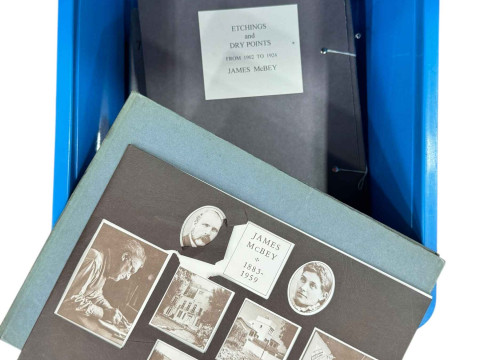 ETCHINGS
and
DRY POINTS
FROM 1902 TO 1924
JAMES McBEY
JAMES
McBEY
+
1883-
1959